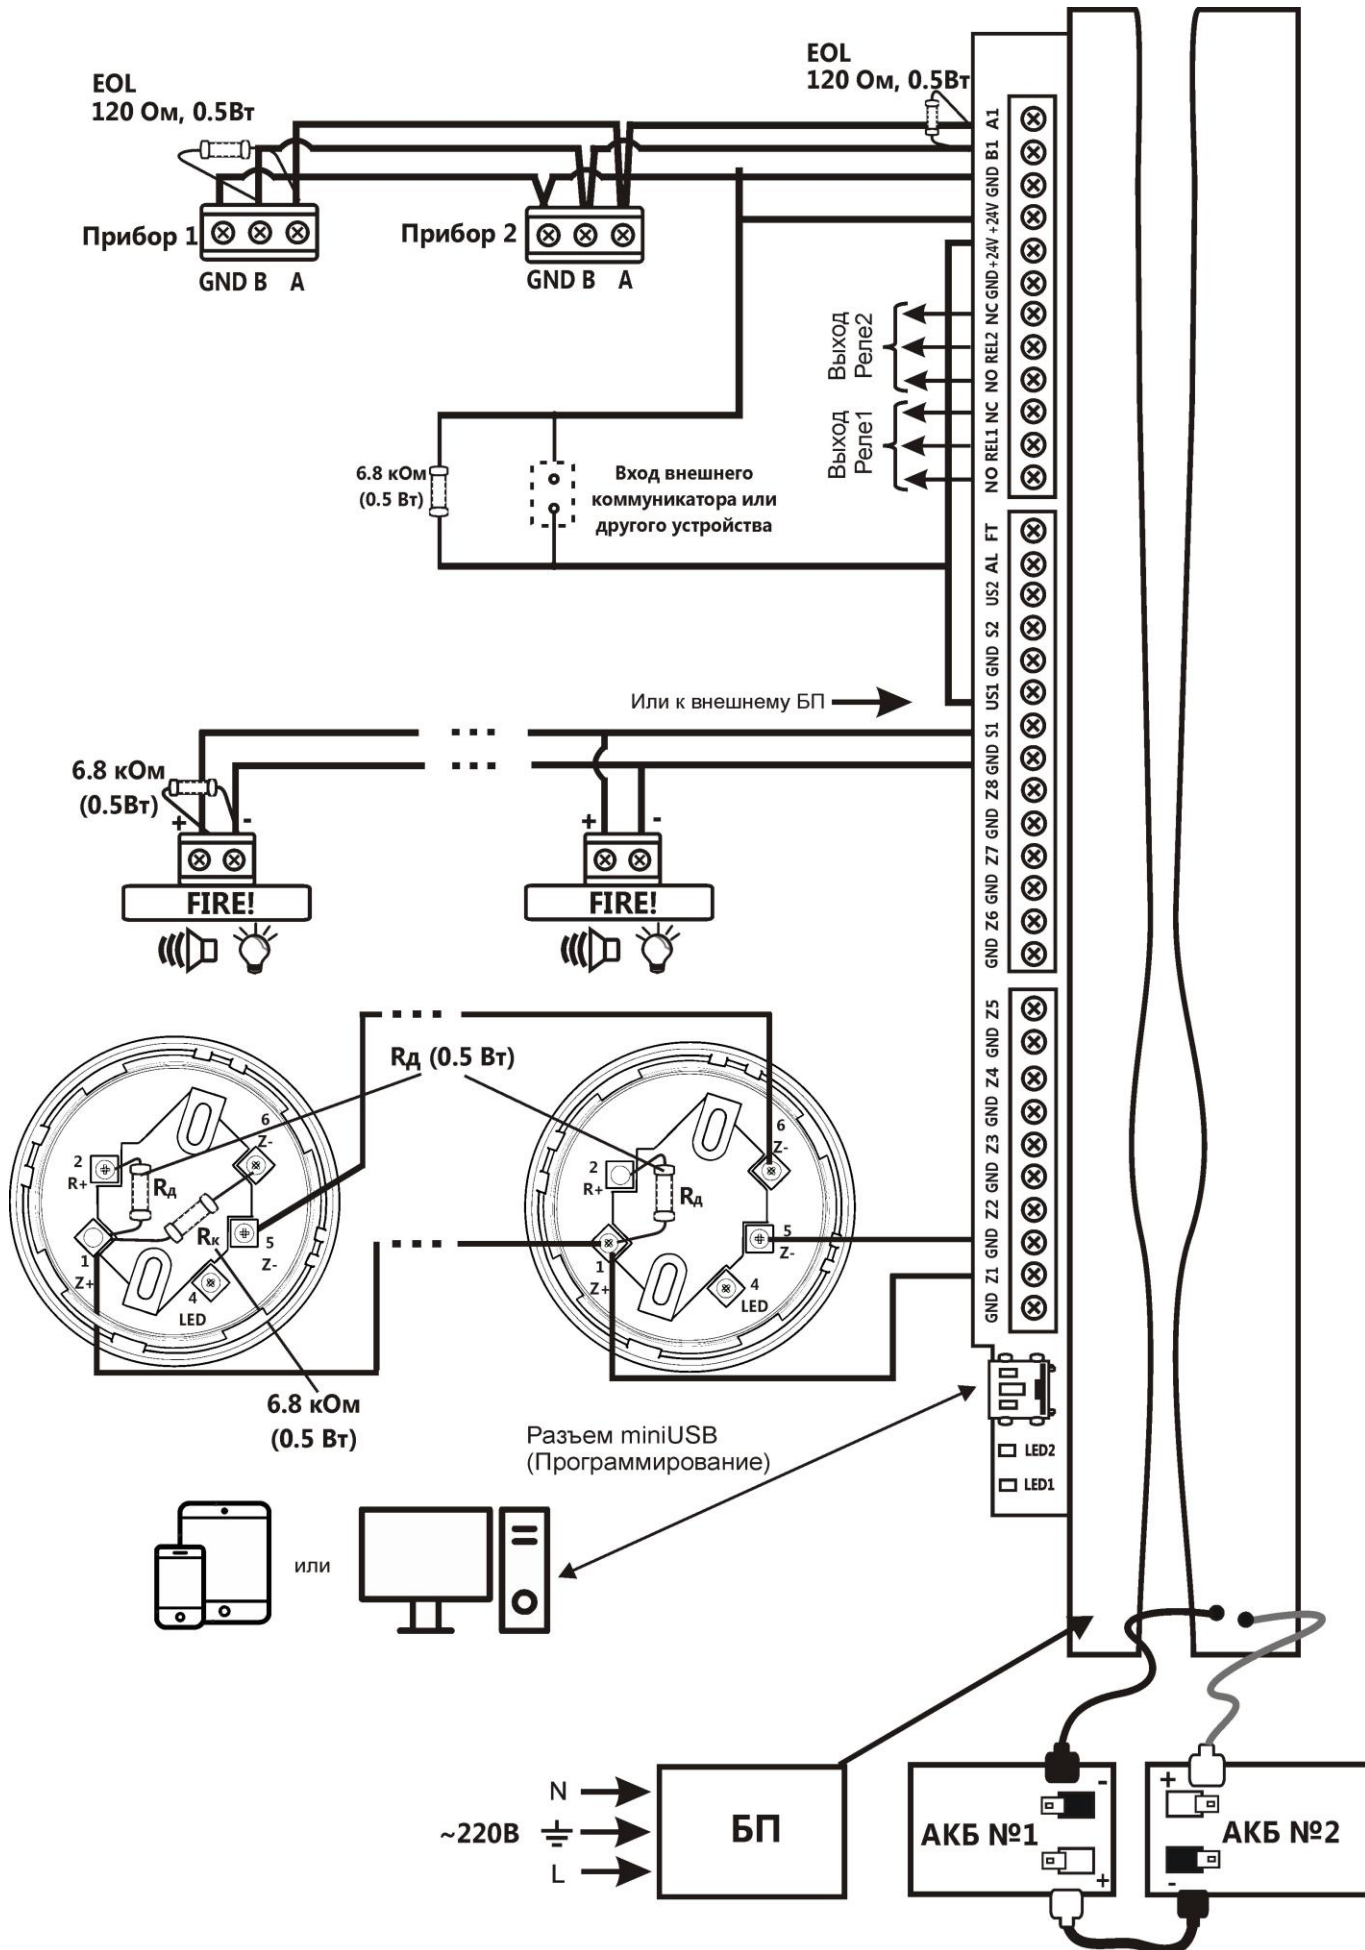 EOL
120 Ом, 0.5Вт
EOL
120 Ом, 0.5Вт
Прибор 1
GND B A
Прибор 2
GND B A
A1
B1
GND
+24V
+24V
GND
NC
REL2
NO
NC
REL1
NO
Выход
Реле2
Выход
Реле1
6.8 кОм
(0.5 Вт)
Вход внешнего
коммуникатора или
другого устройства
FT
AL
US2
S2
GND
US1
S1
GND
Z8
GND
Z7
GND
Z6
GND
Или к внешнему БП
6.8 кОм
(0.5Вт)
+ -
FIRE!
+ -
FIRE!
Z5
GND
Z4
GND
Z3
GND
Z2
GND
Z1
GND
Rд (0.5 Вт)
2
R+
Rд
6
Z-
Rк
5
Z-
1
Z+
4
LED
2
R+
Rд
6
Z-
5
Z-
1
Z+
4
LED
6.8 кОм
(0.5 Вт)
Разъем miniUSB
(Программирование)
LED2
LED1
или
N
~220В
L
БП
АКБ №1
-
+
АКБ №2
+
-